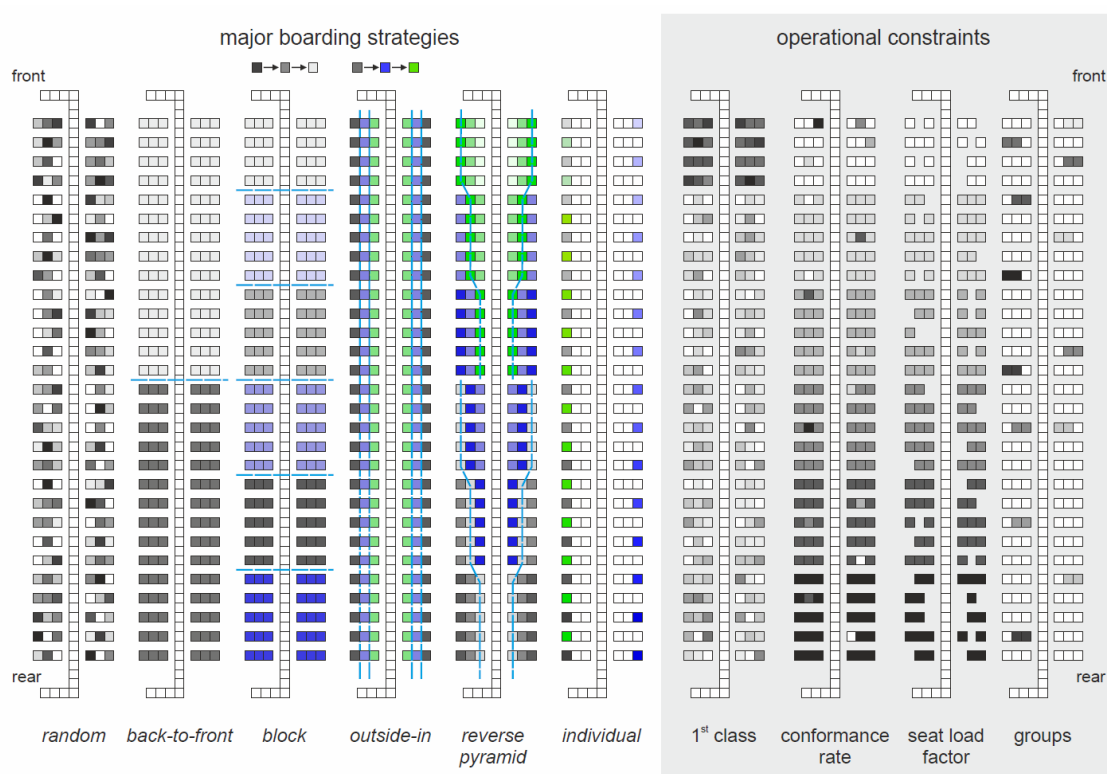 major boarding strategies
operational constraints
front
front
rear
rear
random
back-to-front
block
outside-in
reverse
pyramid
individual
1st class
conformance
rate
seat load
factor
groups